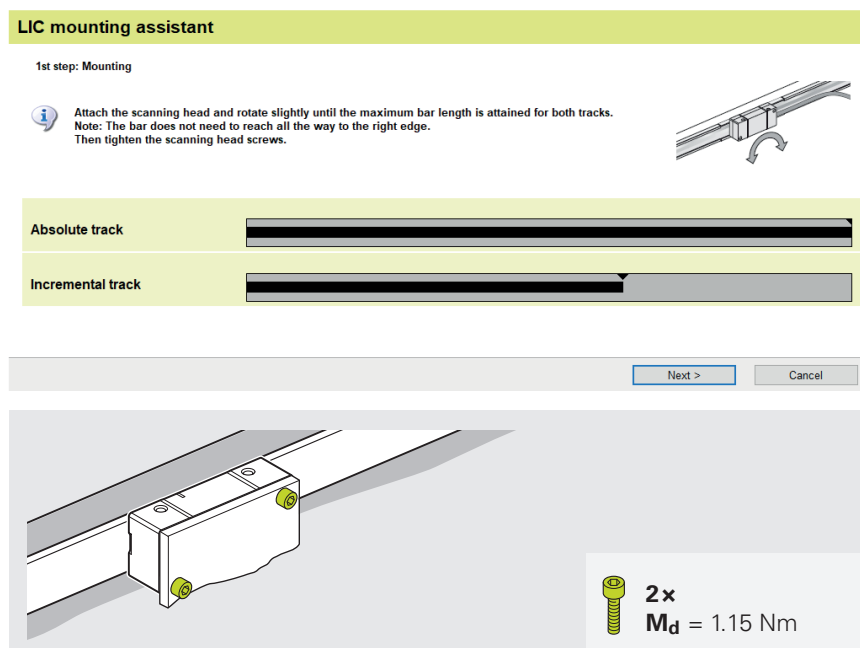 LIC mounting assistant
1st step: Mounting
Attach the scanning head and rotate slightly until the maximum bar length is attained for both tracks.
Note: The bar does not need to reach all the way to the right edge.
Then tighten the scanning head screws.
Absolute track
Incremental track
Next >
Cancel
2×
Md = 1.15 Nm